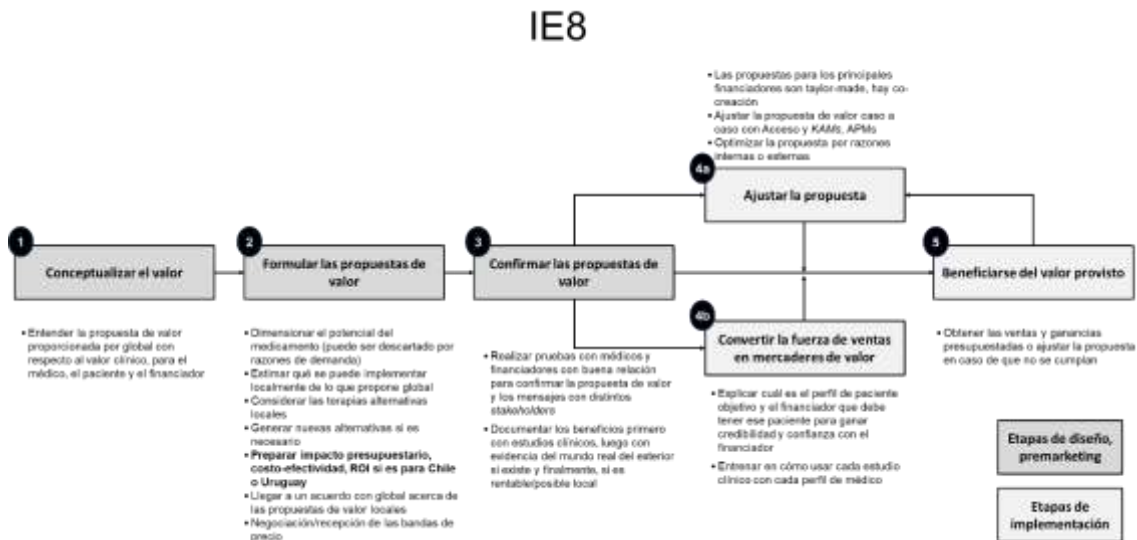 IE8
▪ Las propuestas para los principales
financiadores son taylor-made, hay co-
creación
▪ Ajustar la propuesta de valor caso a
caso con Acceso y KAMs, APMs
▪ Optimizar la propuesta por razones
internas o externas
4a
Ajustar la propuesta
1
Conceptualizar el valor
2
Formular las propuestas de
valor
3
Confirmar las propuestas de
valor
5
Beneficiarse del valor provisto
▪ Entender la propuesta de valor
proporcionada por global con
respecto al valor clínico, para el
médico, el paciente y el financiador
▪ Dimensionar el potencial del
medicamento (puede ser descartado por
razones de demanda)
▪ Estimar qué se puede implementar
localmente de lo que propone global
▪ Considerar las terapias alternativas
locales
▪ Generar nuevas alternativas si es
necesario
▪ Preparar impacto presupuestario,
costo-efectividad, ROI si es para Chile
o Uruguay
▪ Llegar a un acuerdo con global acerca de
las propuestas de valor locales
▪ Negociación/recepción de las bandas de
precio
▪ Realizar pruebas con médicos y
financiadores con buena relación
para confirmar la propuesta de valor
y los mensajes con distintos
stakeholders
▪ Documentar los beneficios primero
con estudios clínicos, luego con
evidencia del mundo real del exterior
si existe y finalmente, si es
rentable/posible local
4b
Convertir la fuerza de ventas
en mercaderes de valor
▪ Explicar cuál es el perfil de paciente
objetivo y el financiador que debe
tener ese paciente para ganar
credibilidad y confianza con el
financiador
▪ Entrenar en cómo usar cada estudio
clínico con cada perfil de médico
▪ Obtener las ventas y ganancias
presupuestadas o ajustar la propuesta
en caso de que no se cumplan
Etapas de diseño,
premarketing
Etapas de
implementación